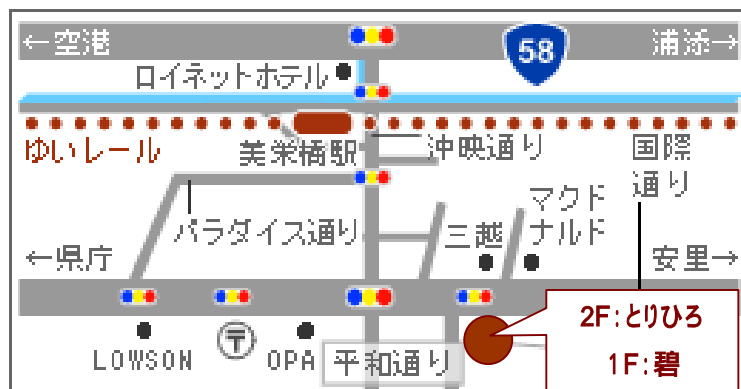 ←空港
58
浦添→
ロイネットホテル
ゆいレール
美栄橋駅
沖映通り
国際
通り
パラダイス通り
三越
マクド
ナルド
←県庁
安里→
LOWSON
〒
OPA
平和通り
2F:とりひろ
1F:碧